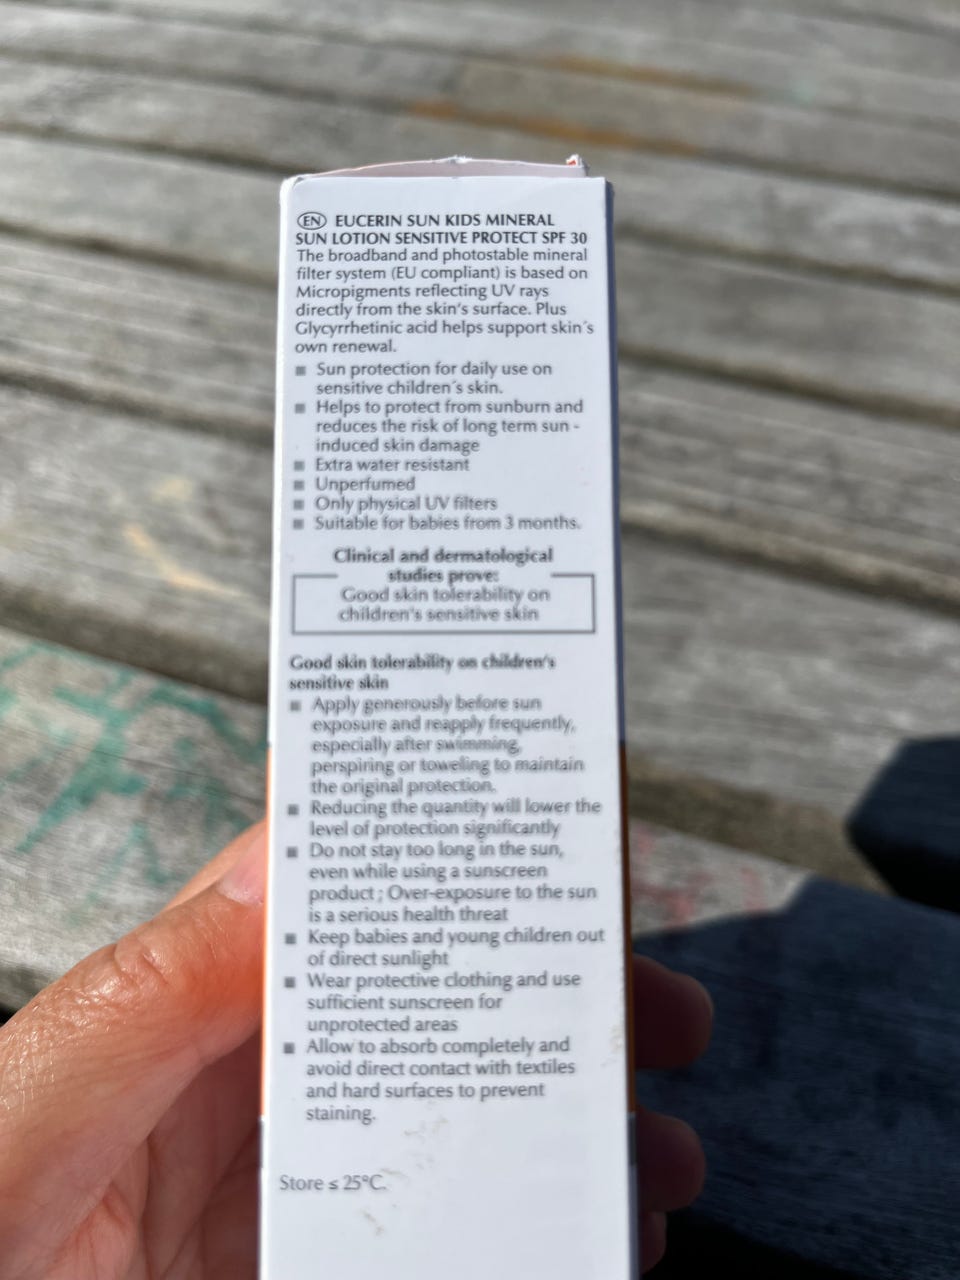 EN EUCERIN SUN KIDS MINERAL
SUN LOTION SENSITIVE PROTECT SPF 30
The broadband and photostable mineral
filter system (EU compliant) is based on
Micropigments reflecting UV rays
directly from the skin's surface. Plus
Glycyrrhetinic acid helps support skin´s
own renewal.
■ Sun protection for daily use on
sensitive children´s skin.
■ Helps to protect from sunburn and
reduces the risk of long term sun -
induced skin damage
■ Extra water resistant
■ Unperfumed
■ Only physical UV filters
■ Suitable for babies from 3 months.
Clinical and dermatological
studies prove:
Good skin tolerability on
children's sensitive skin
Good skin tolerability on children's
sensitive skin
■ Apply generously before sun
exposure and reapply frequently,
especially after swimming,
perspiring or toweling to maintain
the original protection.
■ Reducing the quantity will lower the
level of protection significantly
■ Do not stay too long in the sun,
even while using a sunscreen
product ; Over-exposure to the sun
is a serious health threat
■ Keep babies and young children out
of direct sunlight
■ Wear protective clothing and use
sufficient sunscreen for
unprotected areas
■ Allow to absorb completely and
avoid direct contact with textiles
and hard surfaces to prevent
staining.
Store ≤ 25°C.